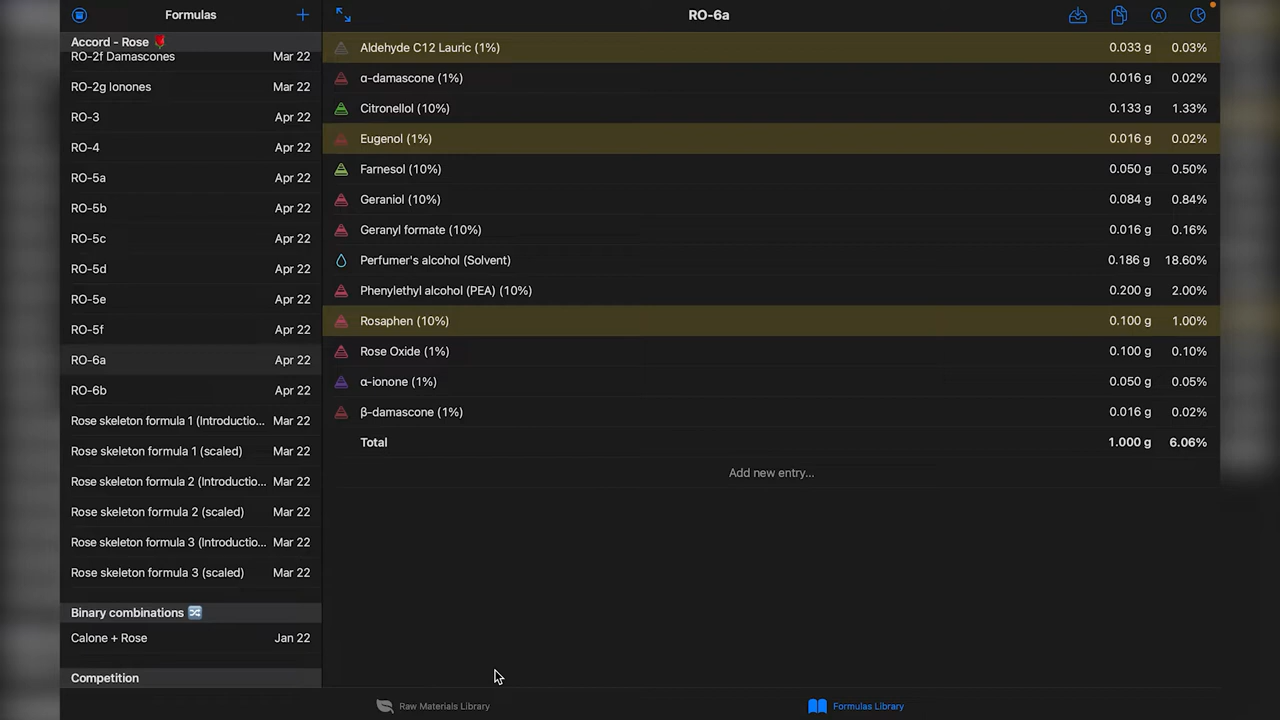 Formulas
Accord - Rose 🌹
RO-2f Damascones Mar 22
RO-2g Ionones Mar 22
RO-3 Apr 22
RO-4 Apr 22
RO-5a Apr 22
RO-5b Apr 22
RO-5c Apr 22
RO-5d Apr 22
RO-5e Apr 22
RO-5f Apr 22
RO-6a Apr 22
RO-6b Apr 22
Rose skeleton formula 1 (Introductio... Mar 22
Rose skeleton formula 1 (scaled) Mar 22
Rose skeleton formula 2 (Introductio... Mar 22
Rose skeleton formula 2 (scaled) Mar 22
Rose skeleton formula 3 (Introductio... Mar 22
Rose skeleton formula 3 (scaled) Mar 22
Binary combinations 🔀
Calone + Rose Jan 22
Competition
RO-6a
Aldehyde C12 Lauric (1%) 0.033 g 0.03%
α-damascone (1%) 0.016 g 0.02%
Citronellol (10%) 0.133 g 1.33%
Eugenol (1%) 0.016 g 0.02%
Farnesol (10%) 0.050 g 0.50%
Geraniol (10%) 0.084 g 0.84%
Geranyl formate (10%) 0.016 g 0.16%
Perfumer's alcohol (Solvent) 0.186 g 18.60%
Phenylethyl alcohol (PEA) (10%) 0.200 g 2.00%
Rosaphen (10%) 0.100 g 1.00%
Rose Oxide (1%) 0.100 g 0.10%
α-ionone (1%) 0.050 g 0.05%
β-damascone (1%) 0.016 g 0.02%
Total 1.000 g 6.06%
Add new entry...
Raw Materials Library
Formulas Library